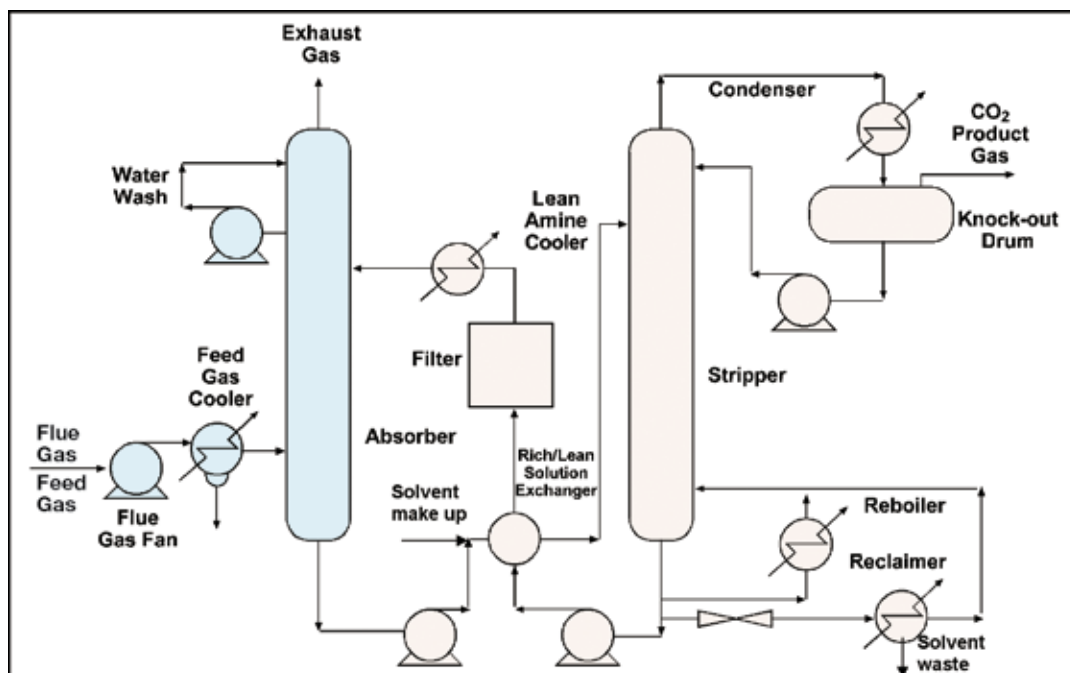 Exhaust
Gas
Condenser
CO₂
Product
Gas
Water
Wash
Lean
Amine
Cooler
Knock-out
Drum
Feed
Gas
Cooler
Filter
Stripper
Absorber
Flue
Gas
Feed
Gas
Flue
Gas Fan
Rich/Lean
Solution
Exchanger
Solvent
make up
Reboiler
Reclaimer
Solvent
waste